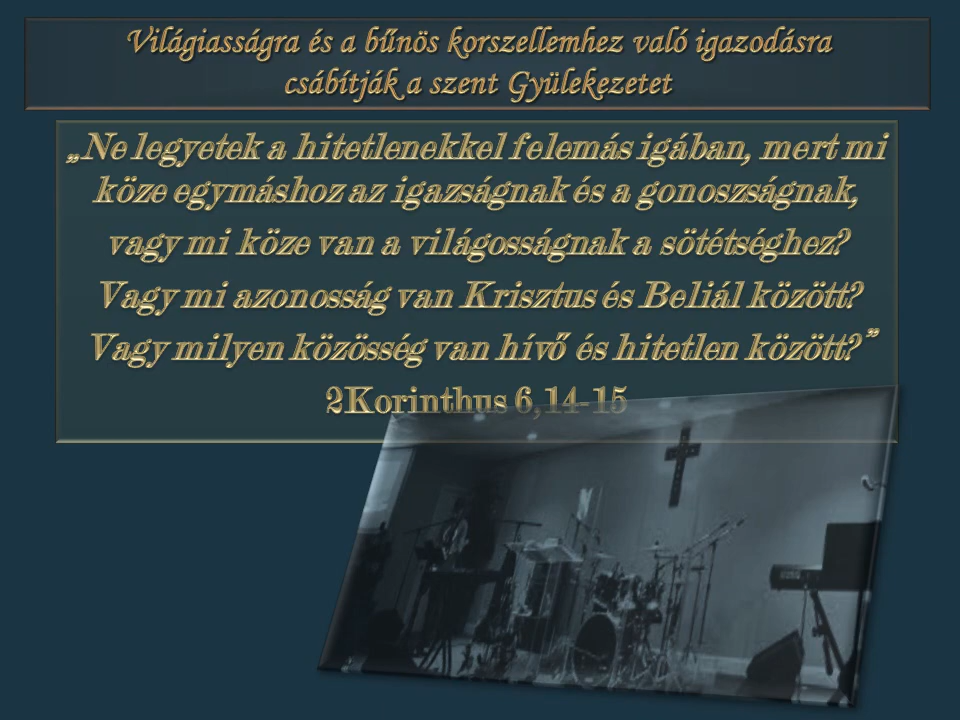 Világiasságra és a bűnös korszellemhez való igazodásra
csábítják a szent Gyülekezetet
„Ne legyetek a hitetlenekkel felemás igában, mert mi
köze egymáshoz az igazságnak és a gonoszságnak,
vagy mi köze van a világosságnak a sötétséghez?
Vagy mi azonosság van Krisztus és Beliál között?
Vagy milyen közösség van hívő és hitetlen között?”
2Korinthus 6,14-15